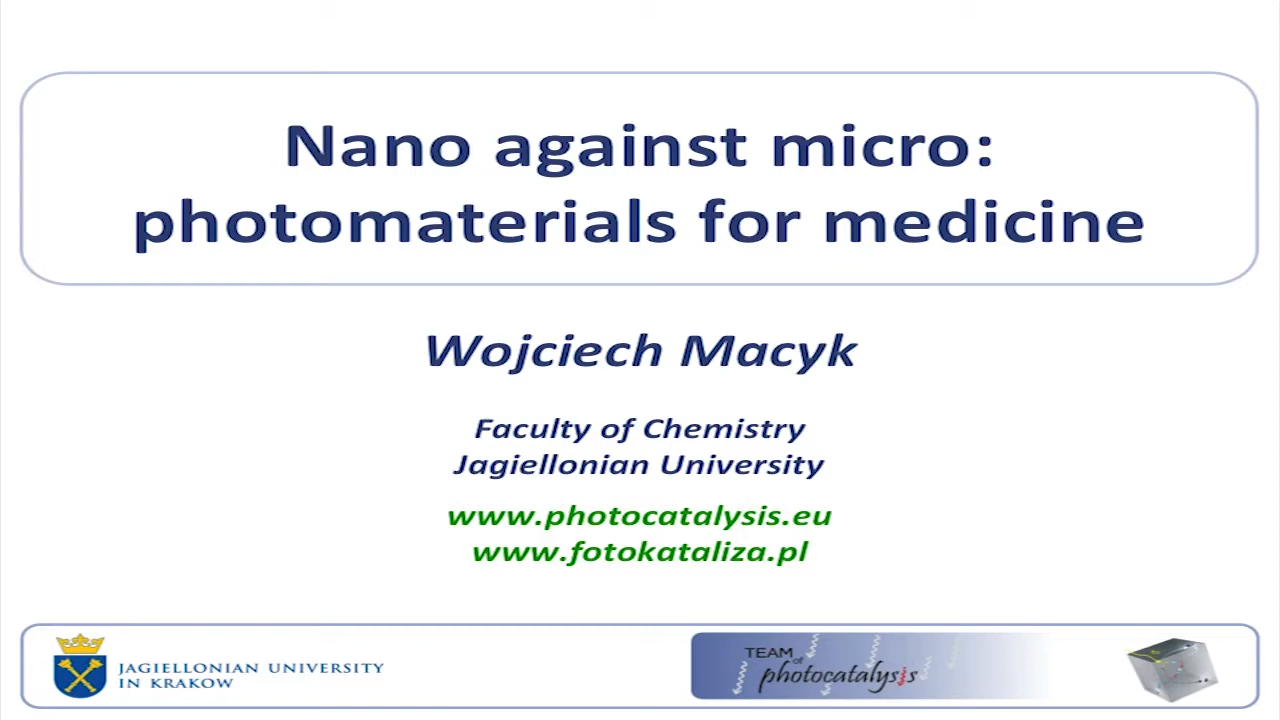 Nano against micro:
photomaterials for medicine
Wojciech Macyk
Faculty of Chemistry
Jagiellonian University
www.photocatalysis.eu
www.fotokataliza.pl
JAGIELLONIAN UNIVERSITY
IN KRAKOW
TEAM
of
photocatalysis